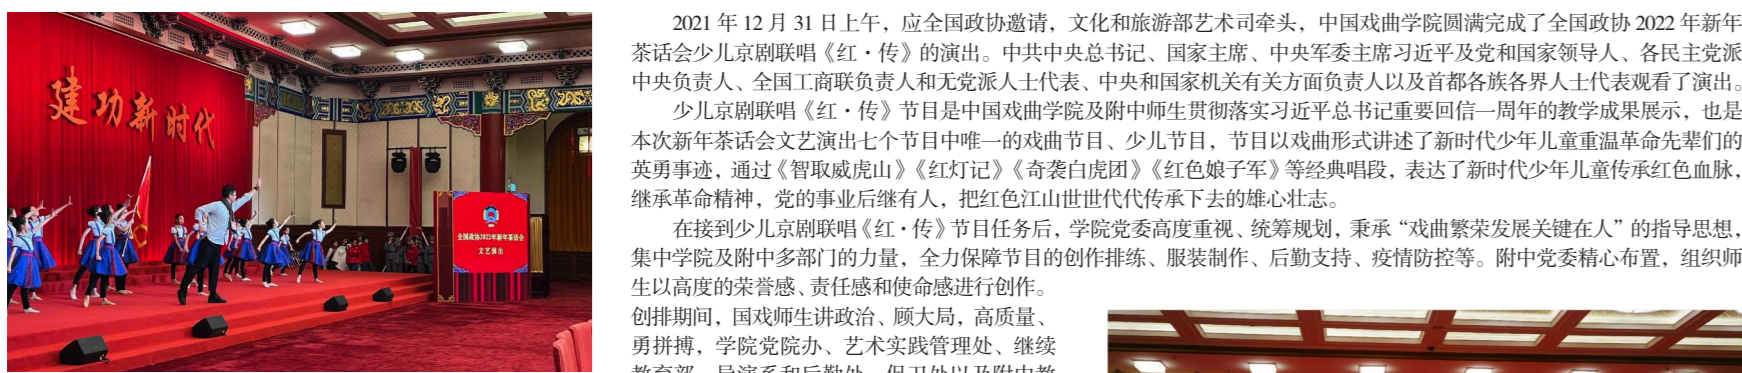 建功新时代
全国政协2022年新年茶话会
文艺演出
2021 年 12 月 31 日上午，应全国政协邀请，文化和旅游部艺术司牵头，中国戏曲学院圆满完成了全国政协 2022 年新年
茶话会少儿京剧联唱《红·传》的演出。中共中央总书记、国家主席、中央军委主席习近平及党和国家领导人、各民主党派
中央负责人、全国工商联负责人和无党派人士代表、中央和国家机关有关方面负责人以及首都各族各界人士代表观看了演出。
少儿京剧联唱《红·传》节目是中国戏曲学院及附中师生贯彻落实习近平总书记重要回信一周年的教学成果展示，也是
本次新年茶话会文艺演出七个节目中唯一的戏曲节目、少儿节目，节目以戏曲形式讲述了新时代少年儿童重温革命先辈们的
英勇事迹，通过《智取威虎山》《红灯记》《奇袭白虎团》《红色娘子军》等经典唱段，表达了新时代少年儿童传承红色血脉，
继承革命精神，党的事业后继有人，把红色江山世世代代传承下去的雄心壮志。
在接到少儿京剧联唱《红·传》节目任务后，学院党委高度重视、统筹规划，秉承“戏曲繁荣发展关键在人”的指导思想，
集中学院及附中多部门的力量，全力保障节目的创作排练、服装制作、后勤支持、疫情防控等。附中党委精心布置，组织师
生以高度的荣誉感、责任感和使命感进行创作。
创排期间，国戏师生讲政治、顾大局，高质量、
勇拼搏，学院党院办、艺术实践管理处、继续
教育部、导演系和后勤处、保卫处以及附中教